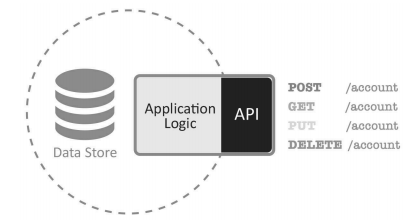 Data Store
Application
Logic
API
POST /account
GET /account
PUT /account
DELETE /account